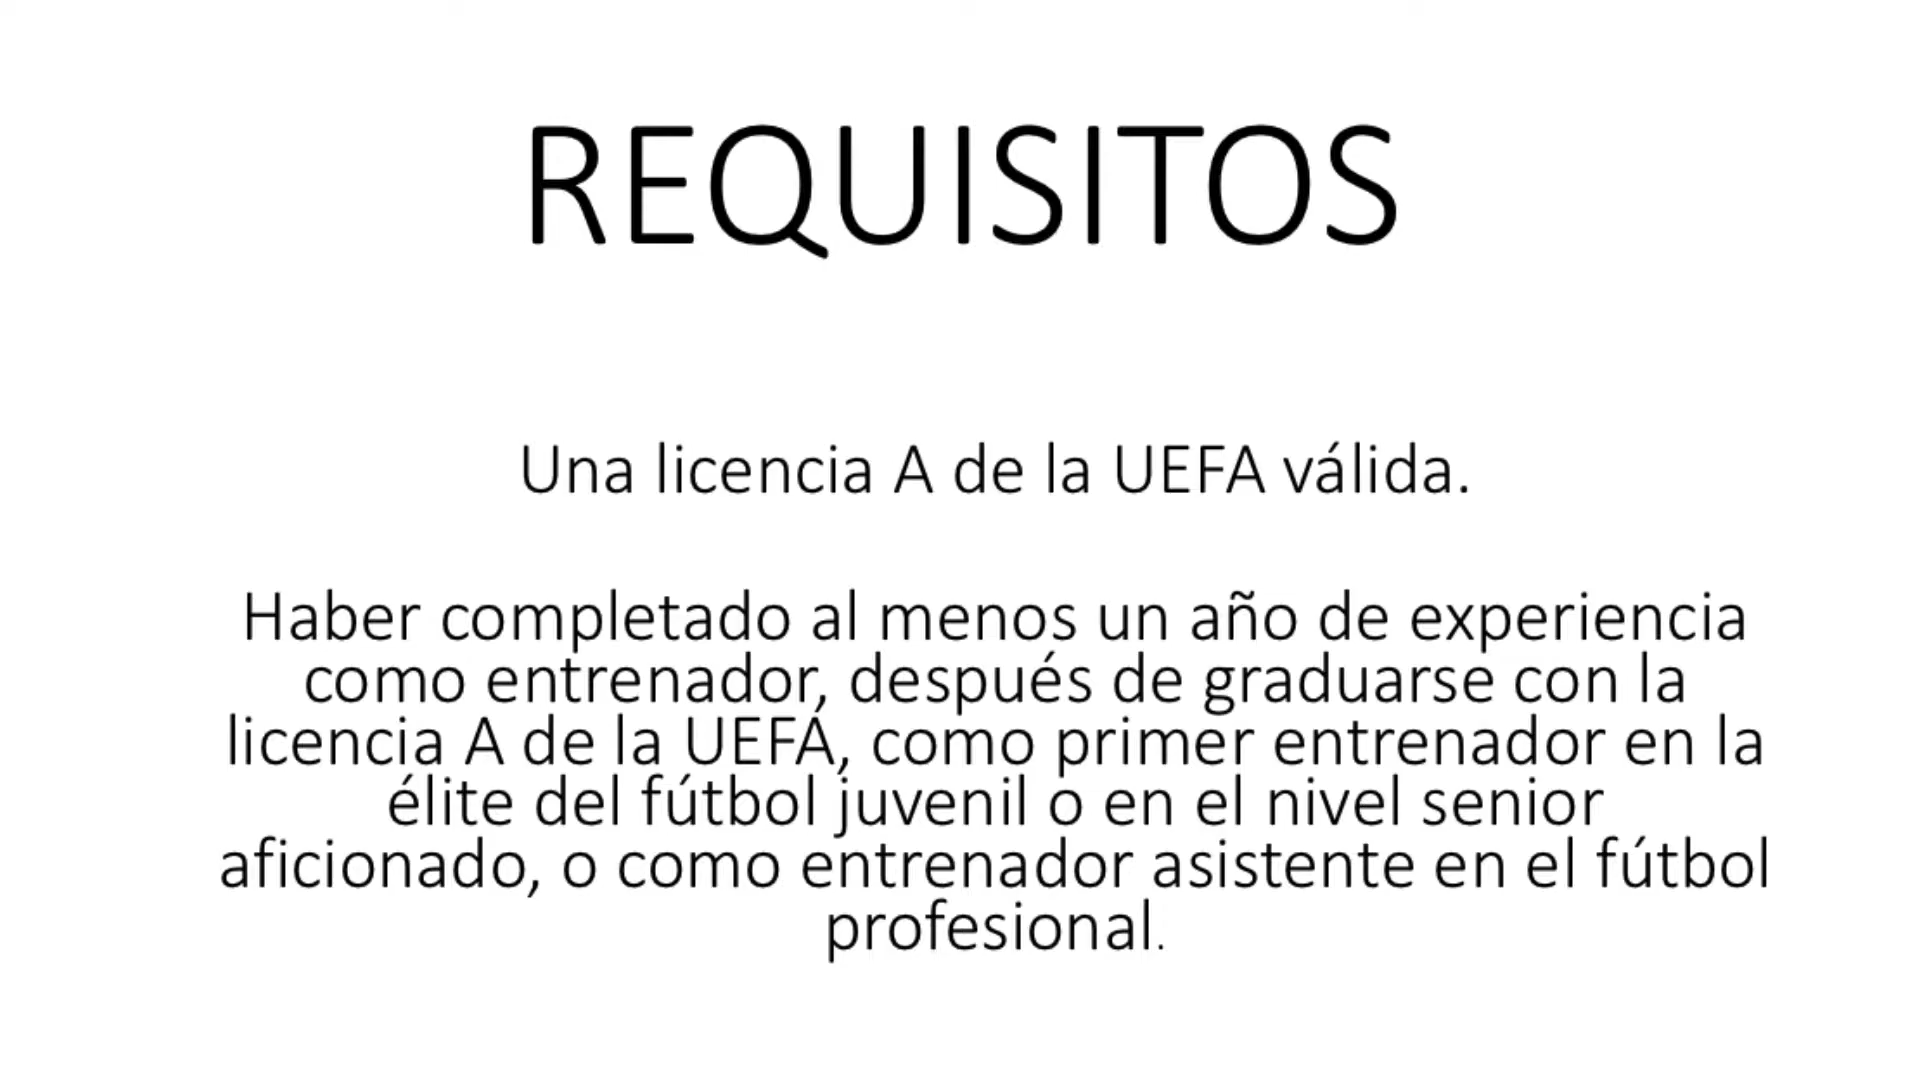 REQUISITOS
Una licencia A de la UEFA válida.
Haber completado al menos un año de experiencia
como entrenador, después de graduarse con la
licencia A de la UEFA, como primer entrenador en la
élite del fútbol juvenil o en el nivel senior
aficionado, o como entrenador asistente en el fútbol
profesional.